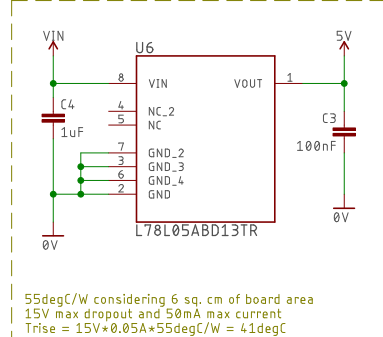 VIN
5V
U6
8
VIN
VOUT
1
C4
1uF
4
NC_2
5
NC
C3
100nF
7
GND_2
3
GND_3
6
GND_4
2
GND
0V
0V
L78L05ABD13TR
55degC/W considering 6 sq. cm of board area
15V max dropout and 50mA max current
Trise = 15V*0.05A*55degC/W = 41degC